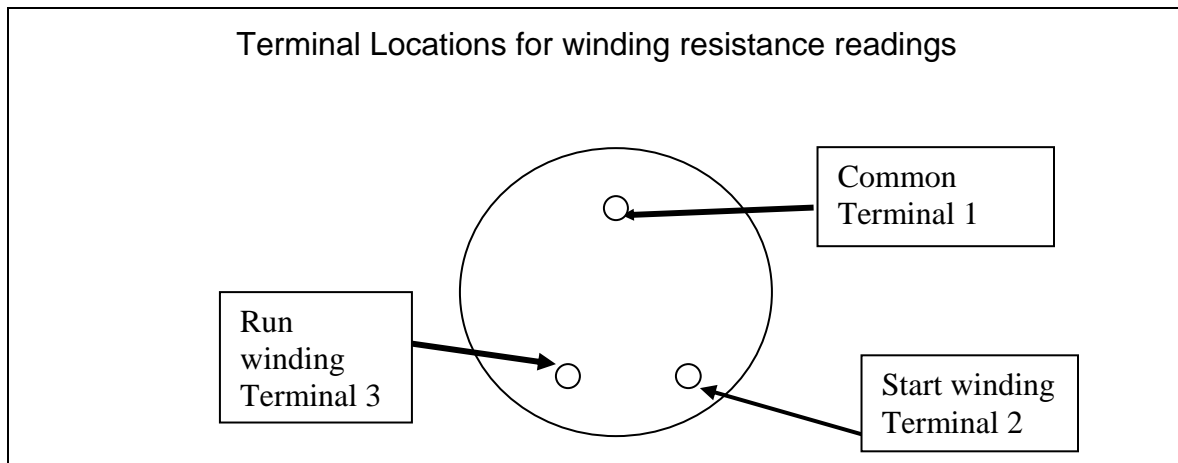 Terminal Locations for winding resistance readings
Common
Terminal 1
Run
winding
Terminal 3
Start winding
Terminal 2